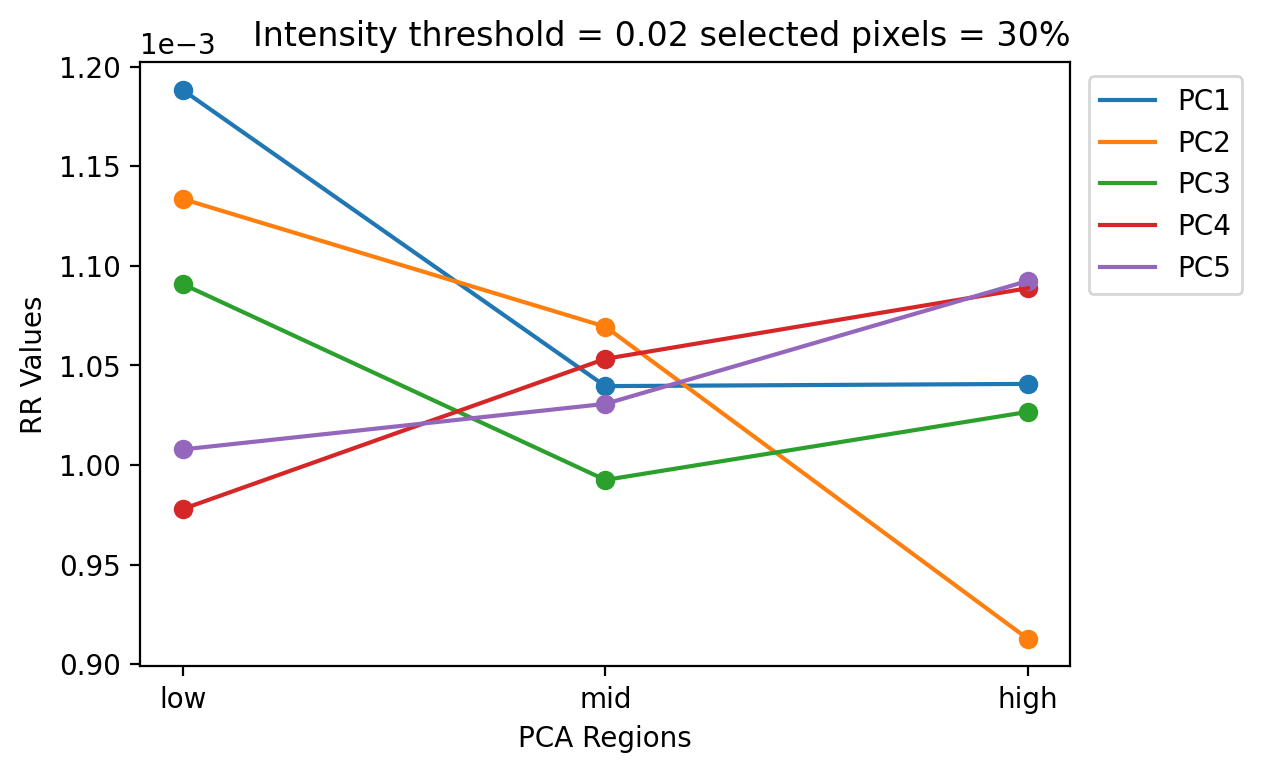 Intensity threshold = 0.02 selected pixels = 30%
1e−3
1.20
1.15
1.10
1.05
1.00
0.95
0.90
RR Values
low
mid
high
PCA Regions
PC1
PC2
PC3
PC4
PC5